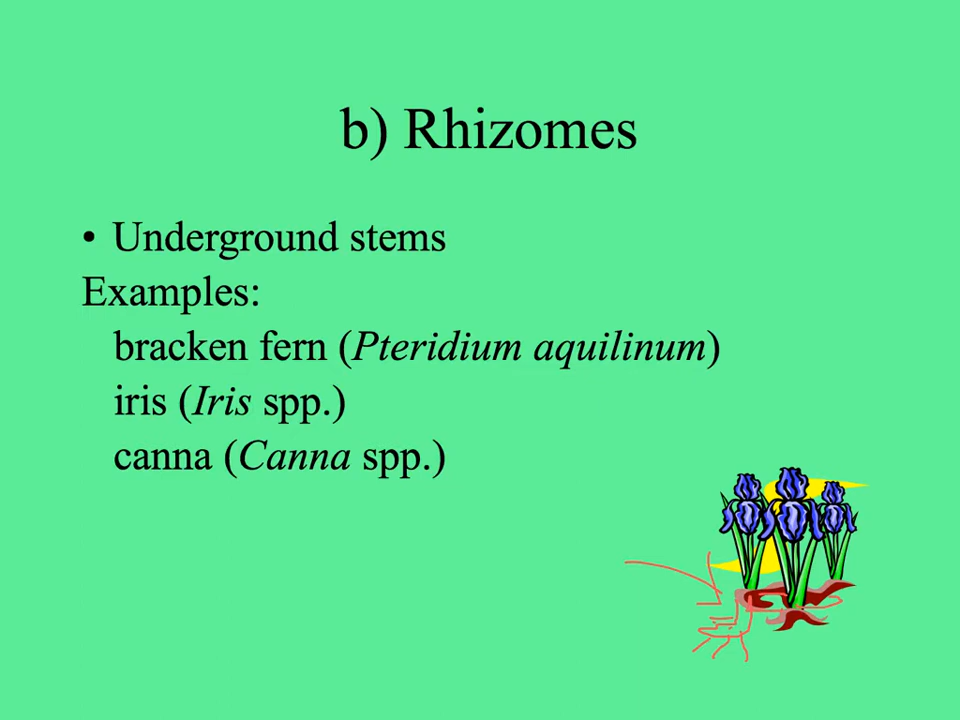 b) Rhizomes
• Underground stems
Examples:
bracken fern (Pteridium aquilinum)
iris (Iris spp.)
canna (Canna spp.)